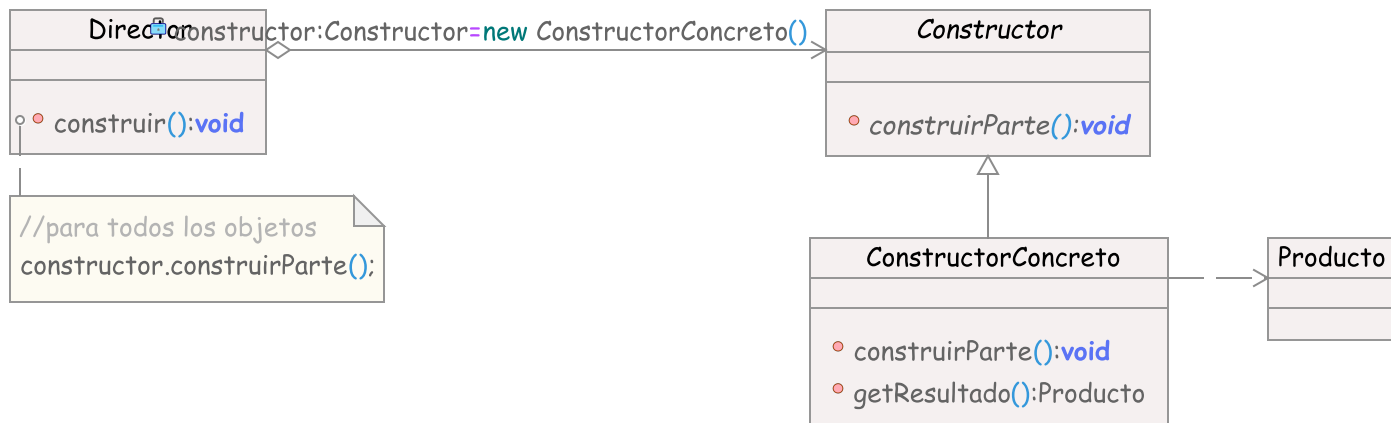 Director
constructor:Constructor=new ConstructorConcreto()
Constructor
construir():void
construirParte():void
//para todos los objetos
constructor.construirParte();
ConstructorConcreto
Producto
construirParte():void
getResultado():Producto